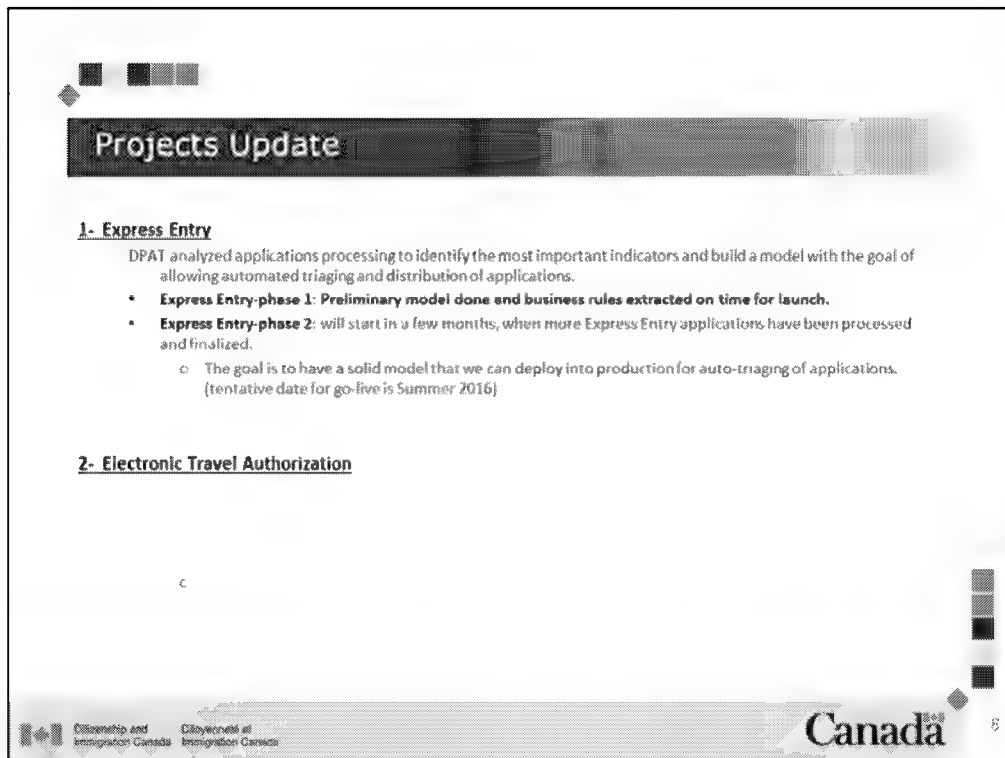 Projects Update
1- Express Entry
DPAT analyzed applications processing to identify the most important indicators and build a model with the goal of
allowing automated triaging and distribution of applications.
• Express Entry-phase 1: Preliminary model done and business rules extracted on time for launch.
• Express Entry-phase 2: will start in a few months, when more Express Entry applications have been processed
and finalized.
o The goal is to have a solid model that we can deploy into production for auto-triaging of applications.
(tentative date for go-live is Summer 2016)
2- Electronic Travel Authorization
Citizenship and Citoyenneté et
Immigration Canada Immigration Canada
Canada